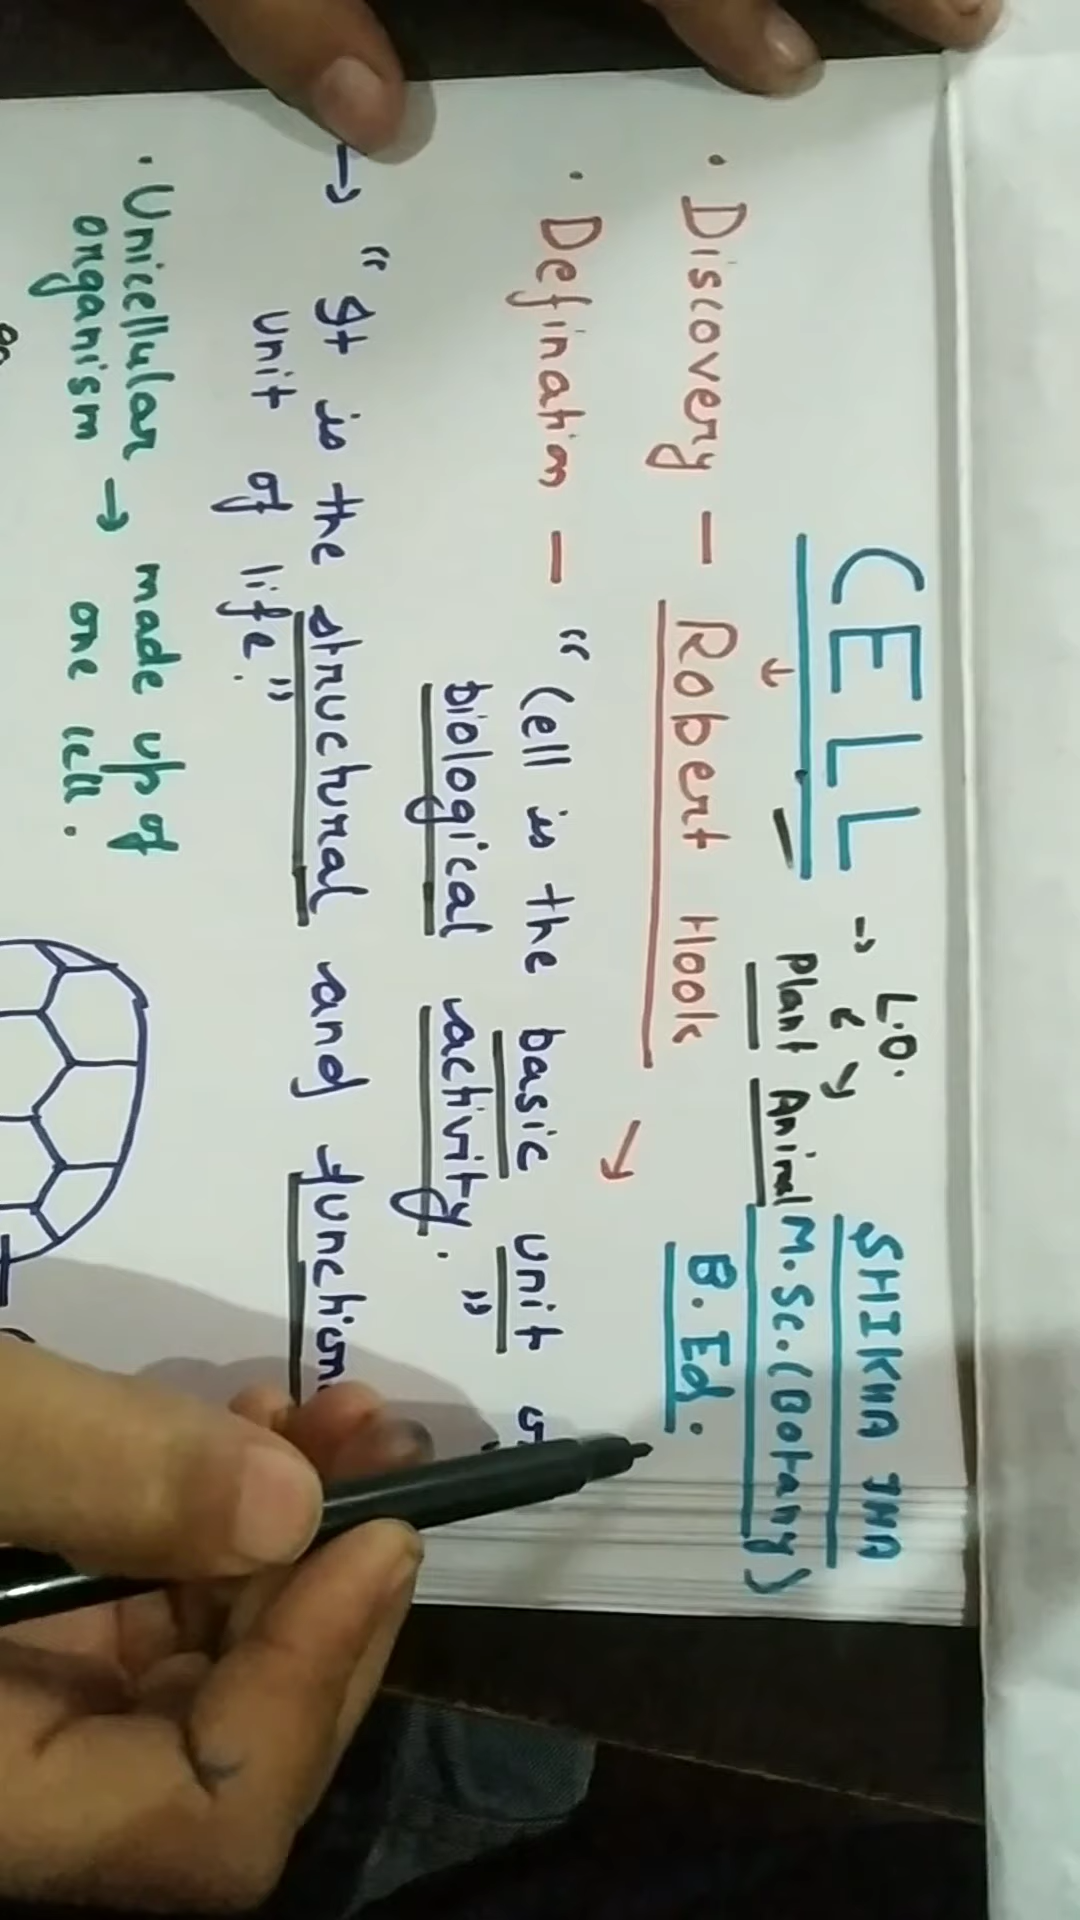 CELL → L.O.
Plant Animal
SHIKHA JHA
M.Sc. (Botany)
B. Ed.
• Discovery – Robert Hook
• Defination – "Cell is the basic unit
biological activity."
→ "It is the structural and function
unit of life."
• Unicellular → made up of
organism one cell.